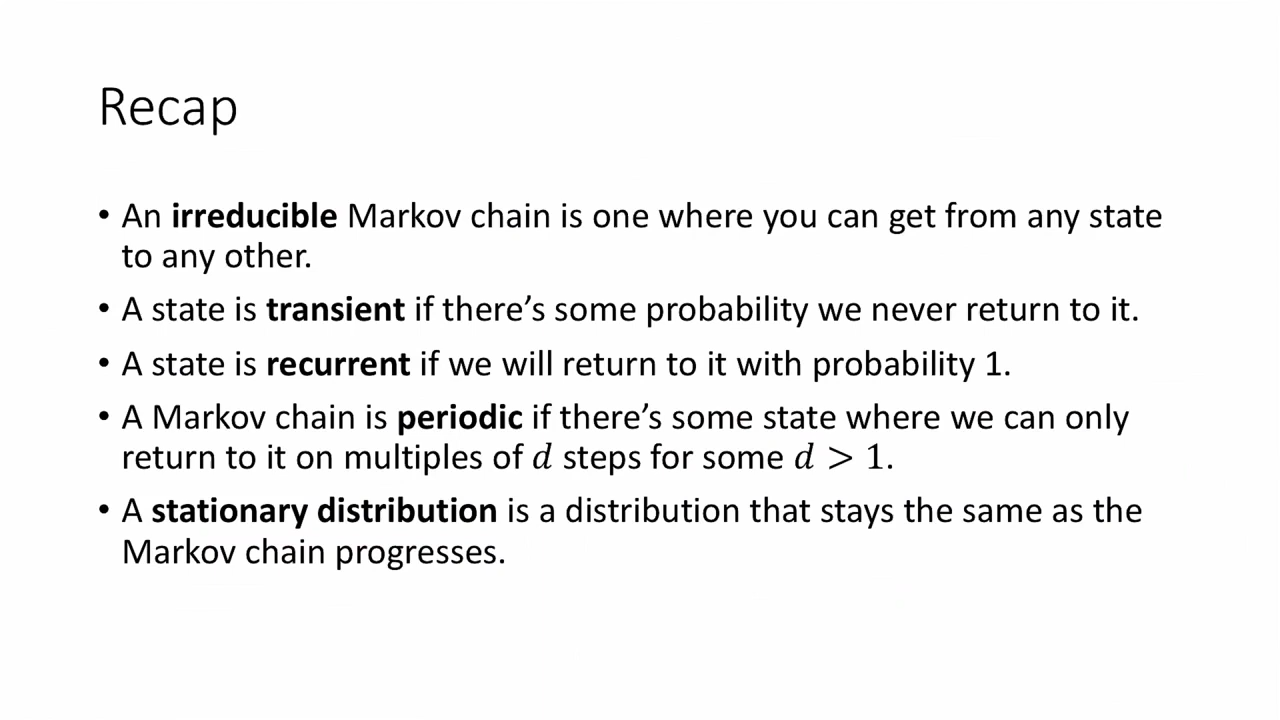 Recap
• An irreducible Markov chain is one where you can get from any state
to any other.
• A state is transient if there’s some probability we never return to it.
• A state is recurrent if we will return to it with probability 1.
• A Markov chain is periodic if there’s some state where we can only
return to it on multiples of 𝑑 steps for some 𝑑 > 1.
• A stationary distribution is a distribution that stays the same as the
Markov chain progresses.